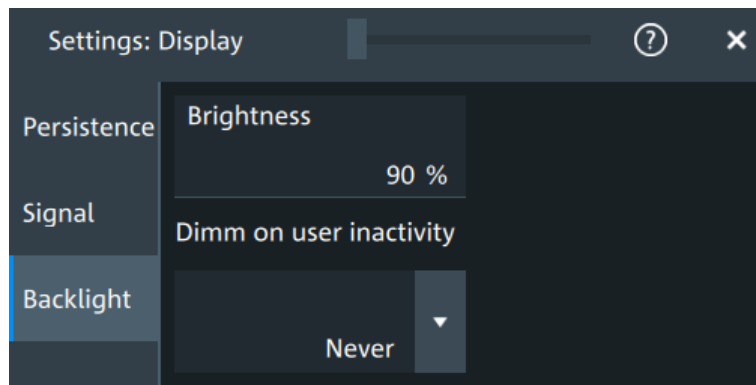 Settings: Display
?
Persistence
Signal
Backlight
Brightness
90 %
Dimm on user inactivity
Never